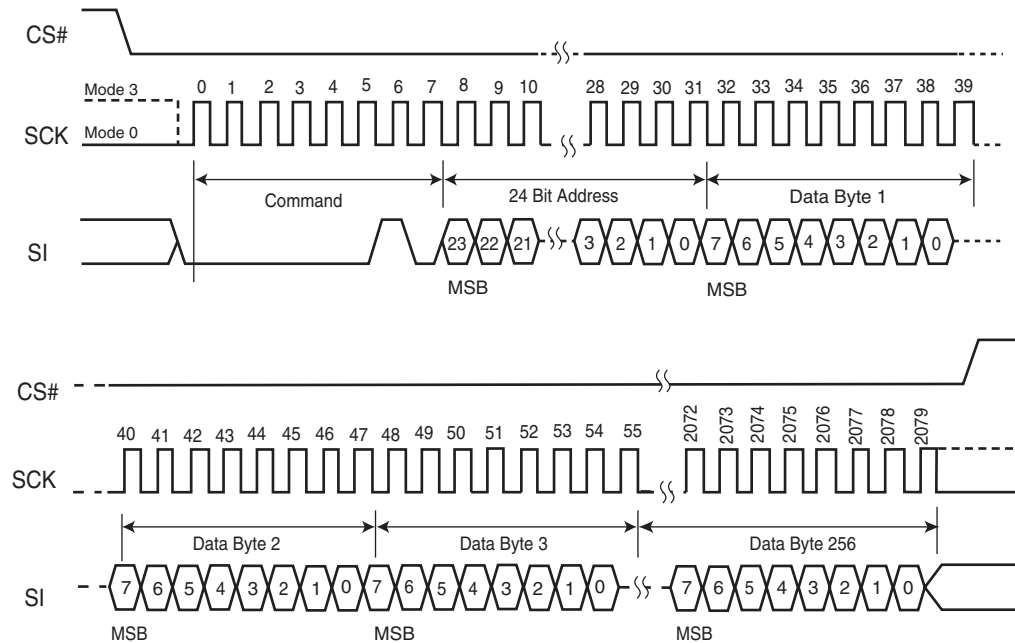 CS#
Mode 3
0 1 2 3 4 5 6 7 8 9 10 28 29 30 31 32 33 34 35 36 37 38 39
SCK
Mode 0
Command
24 Bit Address
Data Byte 1
SI
23 22 21 3 2 1 0 7 6 5 4 3 2 1 0
MSB
MSB
CS#
40 41 42 43 44 45 46 47 48 49 50 51 52 53 54 55 2072 2073 2074 2075 2076 2077 2078 2079
SCK
Data Byte 2
Data Byte 3
Data Byte 256
SI
7 6 5 4 3 2 1 0 7 6 5 4 3 2 1 0 7 6 5 4 3 2 1 0
MSB
MSB
MSB